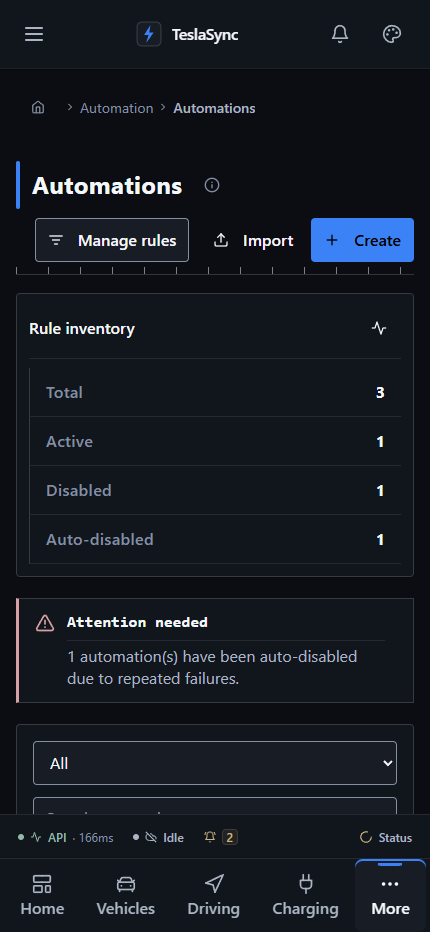 TeslaSync
Automation
Automations
Automations
Manage rules
Import
Create
Rule inventory
Total 3
Active 1
Disabled 1
Auto-disabled 1
Attention needed
1 automation(s) have been auto-disabled
due to repeated failures.
All
API · 166ms
Idle
2
Status
Home
Vehicles
Driving
Charging
More